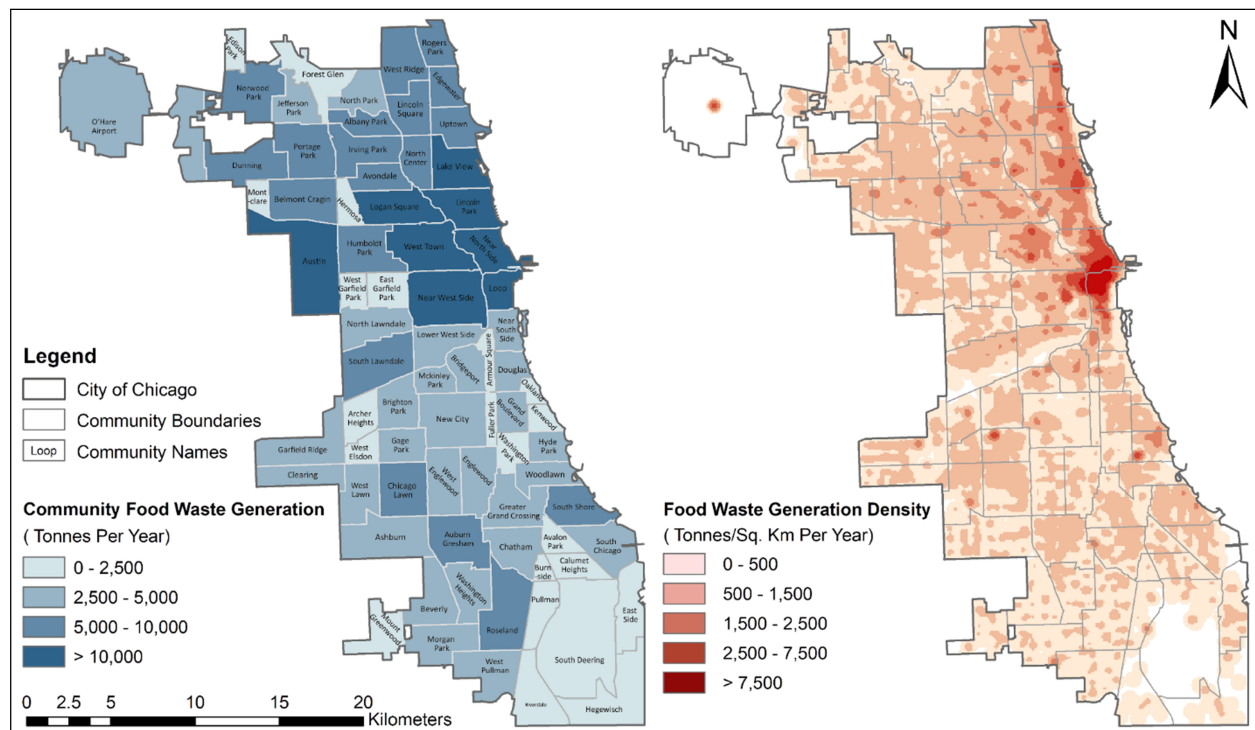 Edison
Park
Rogers
Park
West Ridge
Forest Glen
Norwood
Park
Edgewater
Jefferson
Park
North Park
Lincoln
Square
O'Hare
Airport
Albany Park
Uptown
Portage
Park
Irving Park
North
Center
Dunning
Lake View
Avondale
Mont
-clare
Belmont Cragin
Hermosa
Logan Square
Lincoln
Park
Humboldt
Park
West Town
Near
North Side
Austin
West
Garfield
Park
East
Garfield
Park
Near West Side
Loop
North Lawndale
Lower West Side
Near
South
Side
South Lawndale
Armour Square
Mckinley
Park
Bridgeport
Douglas
Oakland
Archer
Heights
Brighton
Park
New City
Fuller Park
Grand
Boulevard
Kenwood
West
Elsdon
Gage
Park
Washington
Park
Hyde
Park
Garfield Ridge
Clearing
West
Lawn
Chicago
Lawn
West
Englewood
Englewood
Woodlawn
Greater
Grand Crossing
South Shore
Ashburn
Auburn
Gresham
Chatham
Avalon
Park
South
Chicago
Burn
-side
Calumet
Heights
Washington
Heights
Beverly
Pullman
East
Side
Mount
Greenwood
Morgan
Park
Roseland
West
Pullman
South Deering
Riverdale
Hegewisch
Legend
City of Chicago
Community Boundaries
Loop
Community Names
Community Food Waste Generation
( Tonnes Per Year)
0 - 2,500
2,500 - 5,000
5,000 - 10,000
> 10,000
0 2.5 5 10 15 20
Kilometers
N
Food Waste Generation Density
( Tonnes/Sq. Km Per Year)
0 - 500
500 - 1,500
1,500 - 2,500
2,500 - 7,500
> 7,500